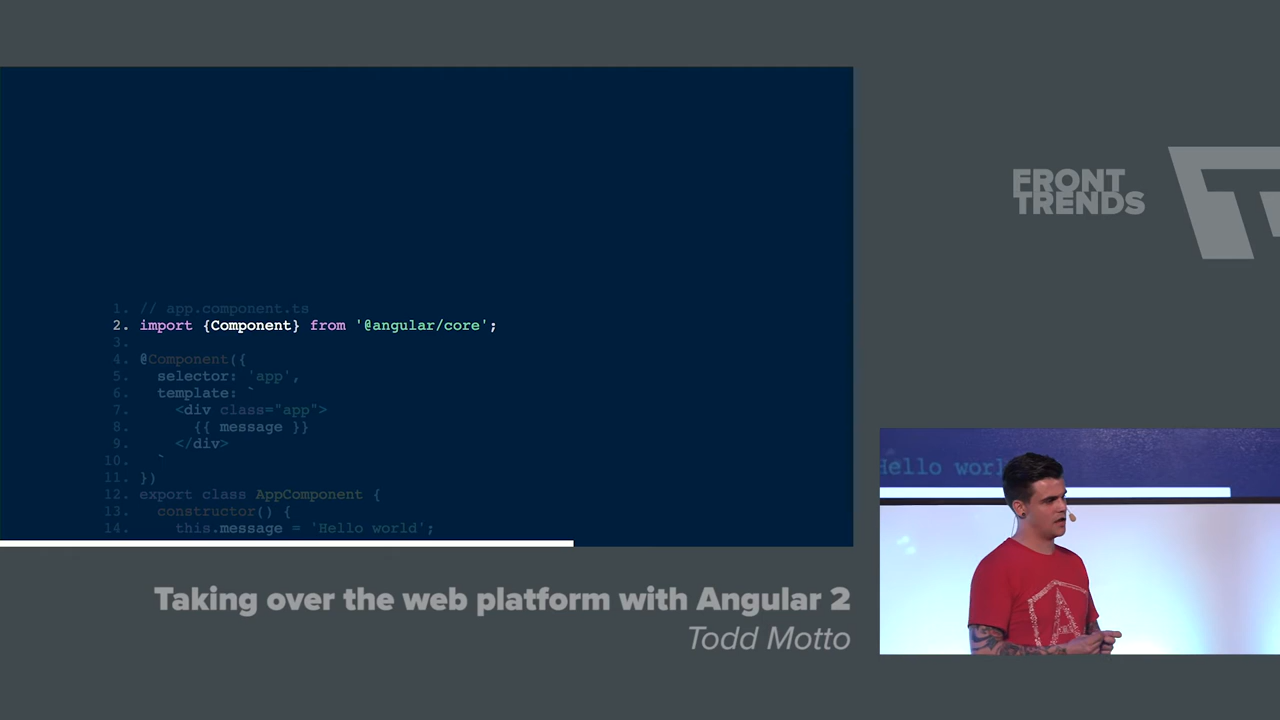 FRONT
TRENDS
1. // app.component.ts
2. import {Component} from '@angular/core';
3.
4. @Component({
5.   selector: 'app',
6.   template: `
7.     <div class="app">
8.       {{ message }}
9.     </div>
10.   `
11. })
12. export class AppComponent {
13.   constructor() {
14.     this.message = 'Hello world';
Hello worl
Taking over the web platform with Angular 2
Todd Motto